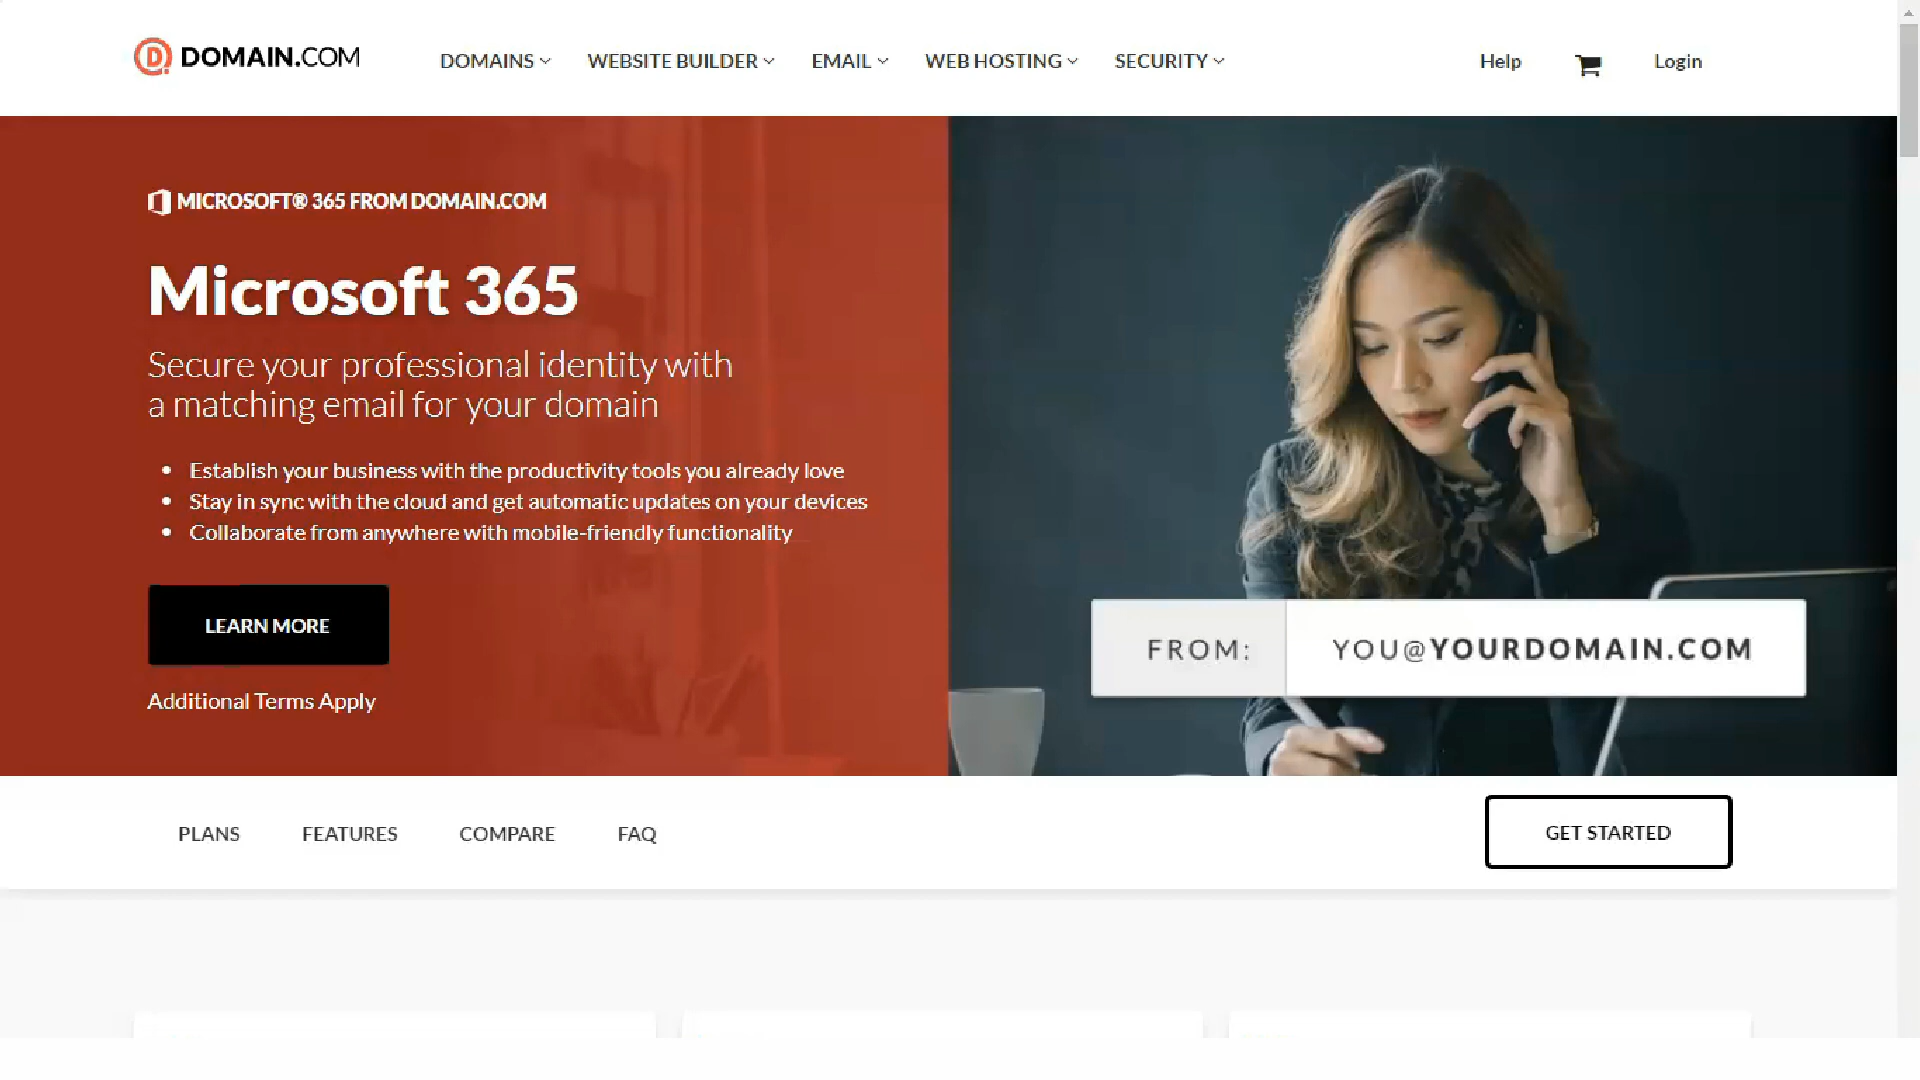 DOMAIN.COM
DOMAINS
WEBSITE BUILDER
EMAIL
WEB HOSTING
SECURITY
Help
Login
MICROSOFT® 365 FROM DOMAIN.COM
Microsoft 365
Secure your professional identity with
a matching email for your domain
• Establish your business with the productivity tools you already love
• Stay in sync with the cloud and get automatic updates on your devices
• Collaborate from anywhere with mobile-friendly functionality
LEARN MORE
Additional Terms Apply
FROM:
YOU@YOURDOMAIN.COM
PLANS
FEATURES
COMPARE
FAQ
GET STARTED